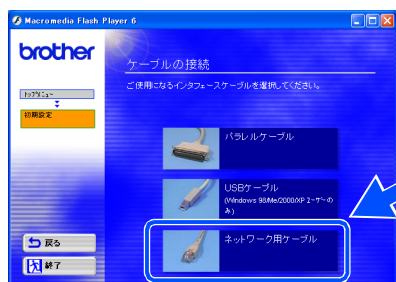 Macromedia Flash Player 6
brother
ケーブルの接続
ご使用になるインタフェースケーブルを選択してください。
トップメニュー
初期設定
パラレルケーブル
USBケーブル
(Windows 98/Me/2000/XP ユーザーの
み)
ネットワーク用ケーブル
戻る
終了